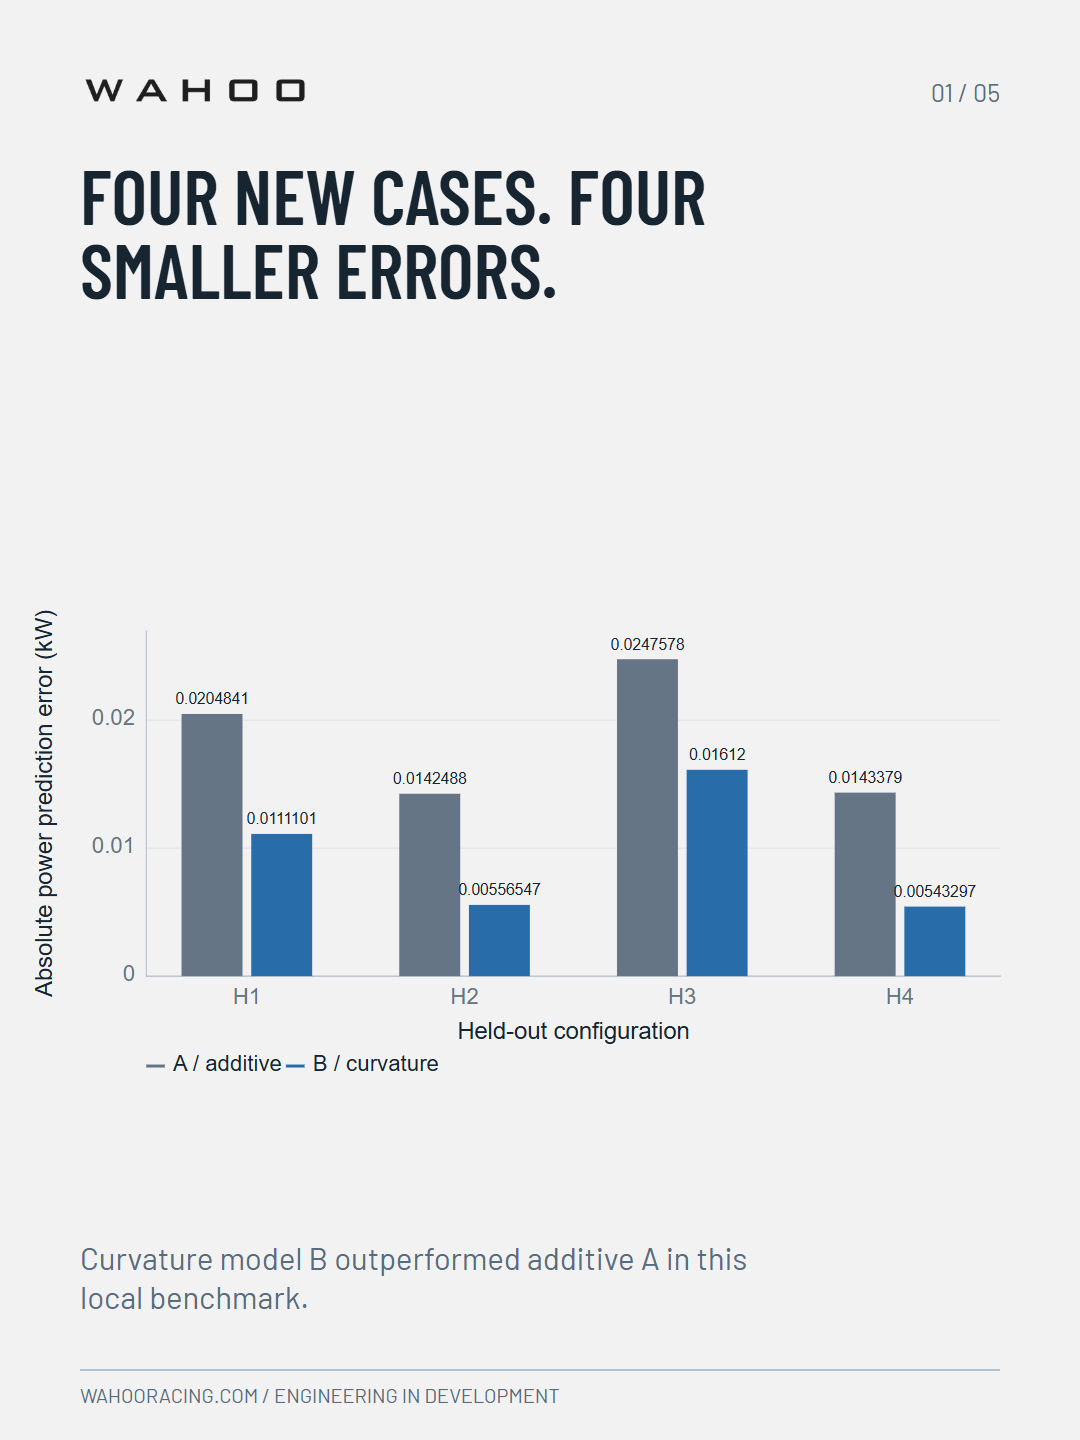 WAHOO
01 / 05
FOUR NEW CASES. FOUR
SMALLER ERRORS.
Absolute power prediction error (kW)
0.02
0.01
0
0.0204841
0.0111101
0.0142488
0.00556547
0.0247578
0.01612
0.0143379
0.00543297
H1
H2
H3
H4
Held-out configuration
A / additive
B / curvature
Curvature model B outperformed additive A in this
local benchmark.
WAHOORACING.COM / ENGINEERING IN DEVELOPMENT